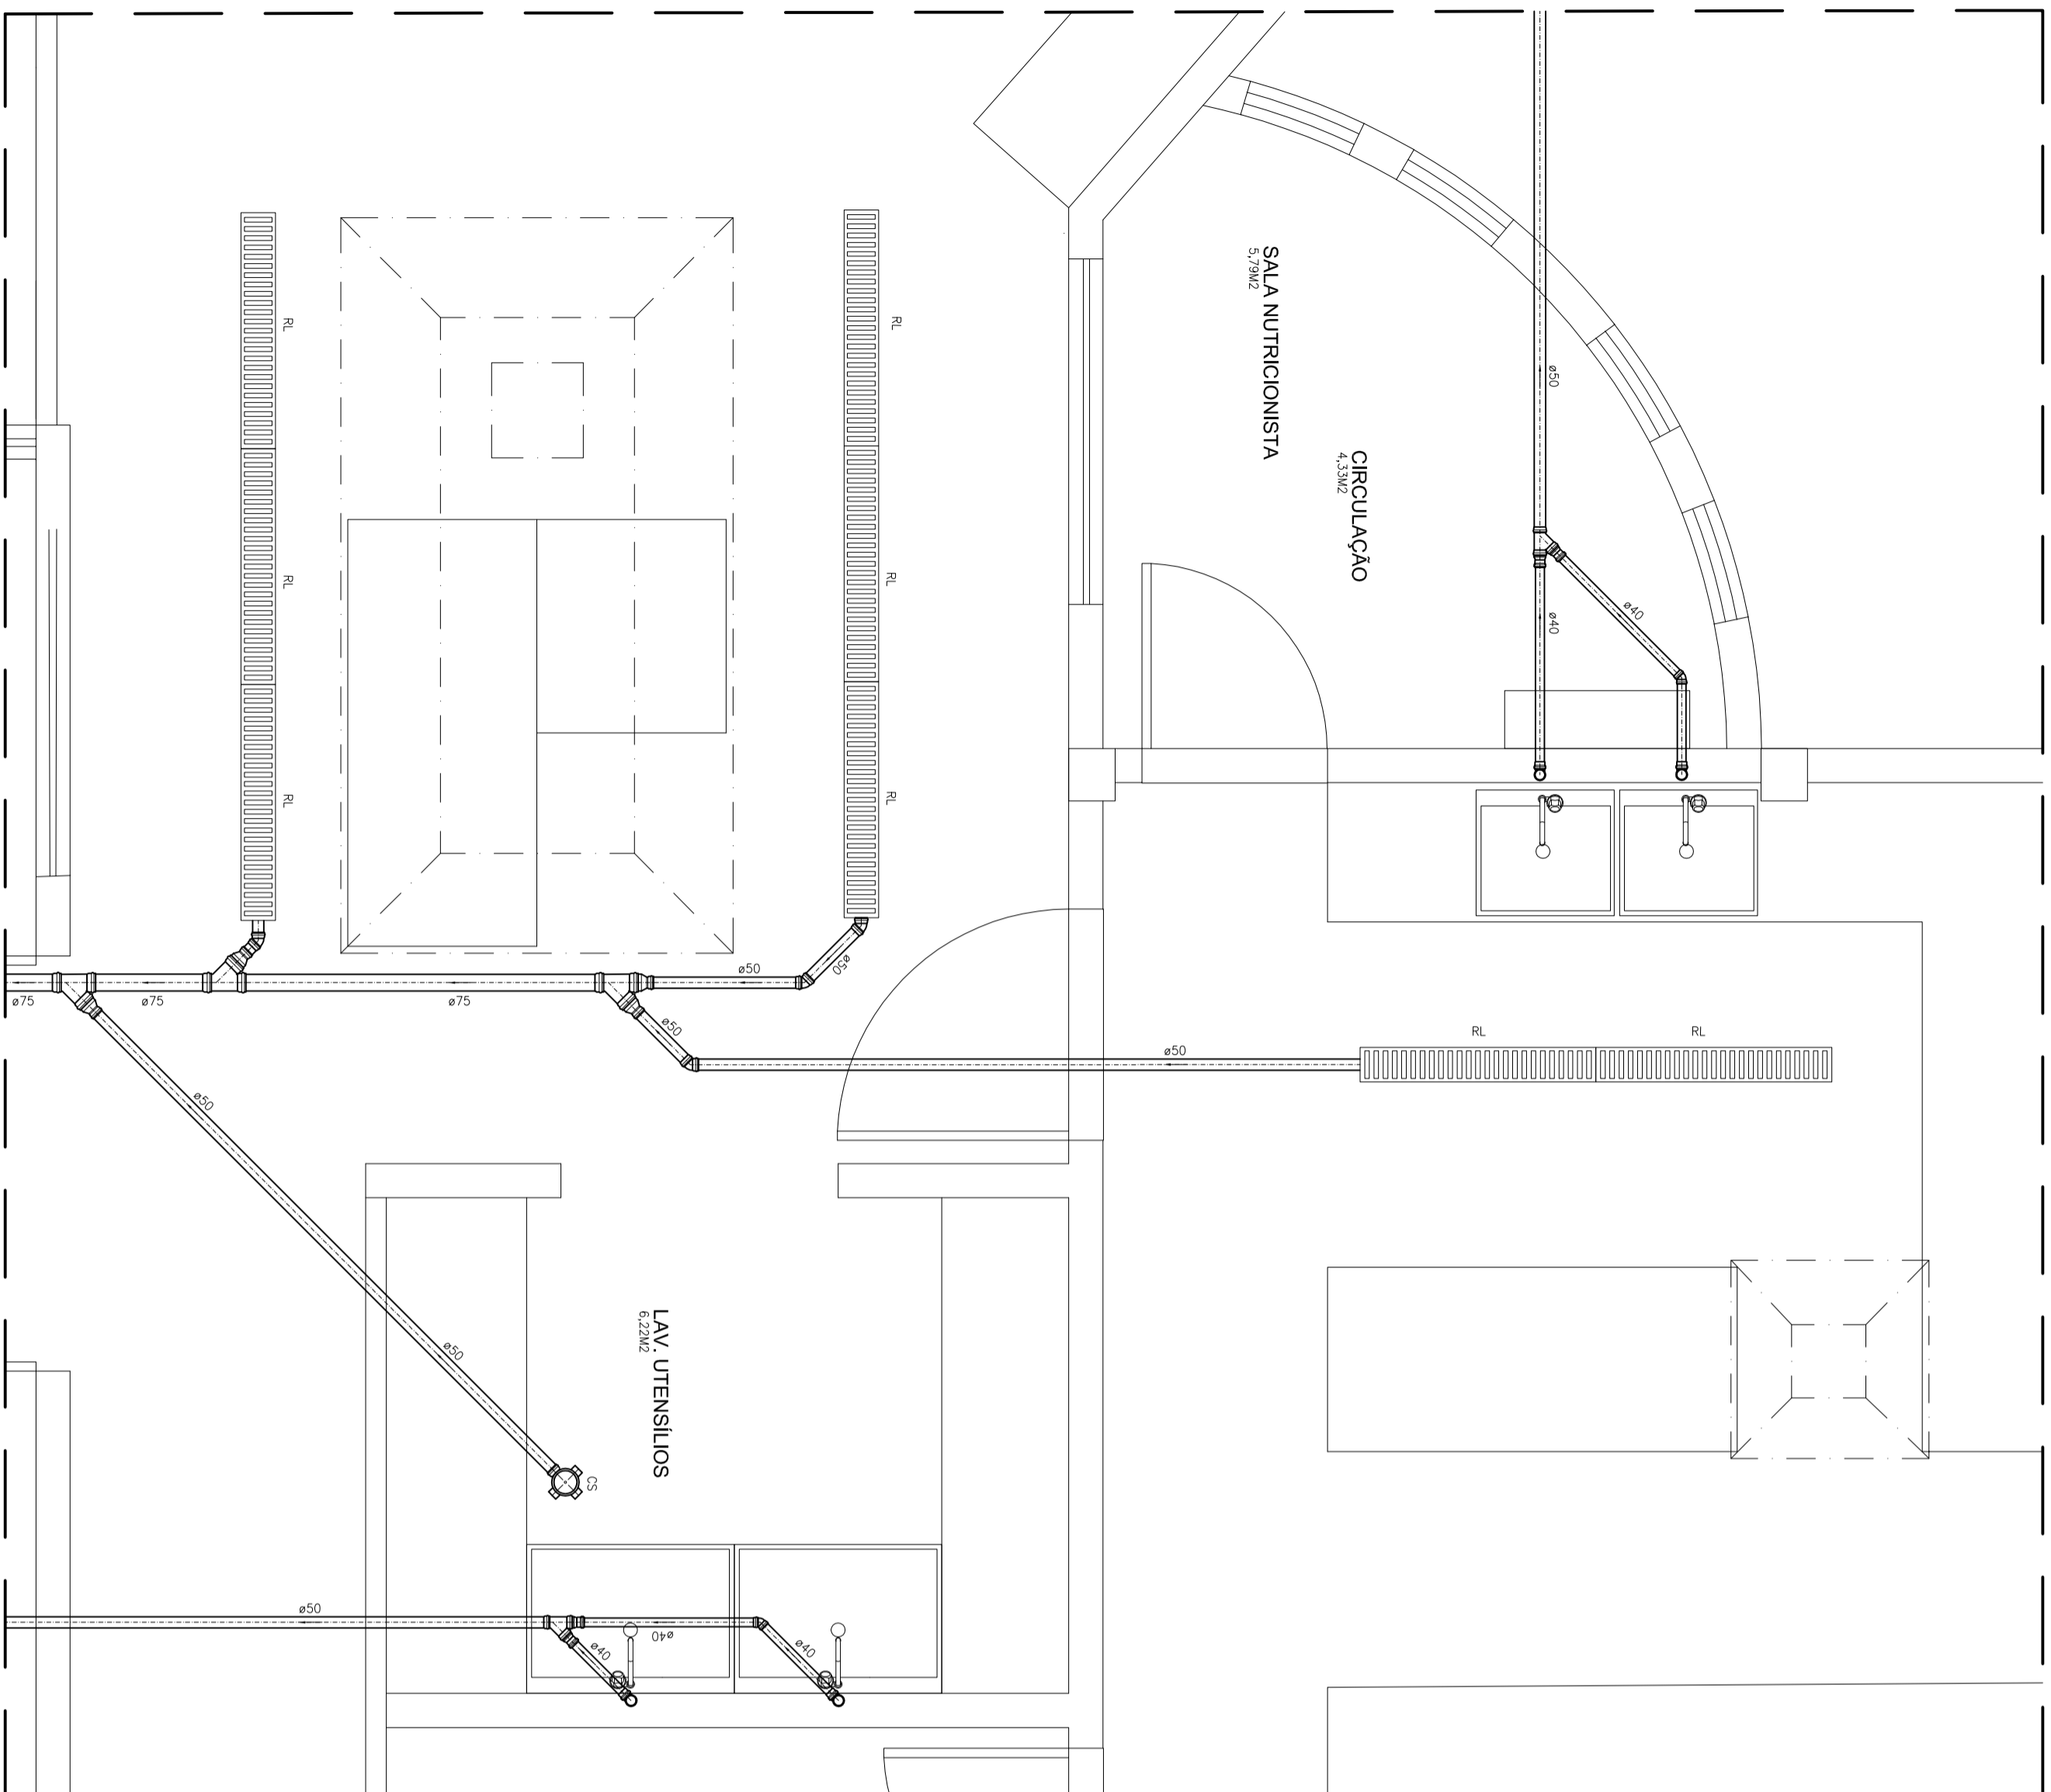 SALA NUTRICIONISTA
5,79M2
CIRCULAÇÃO
4,33M2
RL
RL
RL
RL
RL
RL
ø50
ø40
ø40
ø50
ø50
ø75
ø75
ø75
ø50
ø50
RL
RL
ø50
ø50
LAV. UTENSÍLIOS
6,22M2
CS
ø50
ø40
ø40
ø40